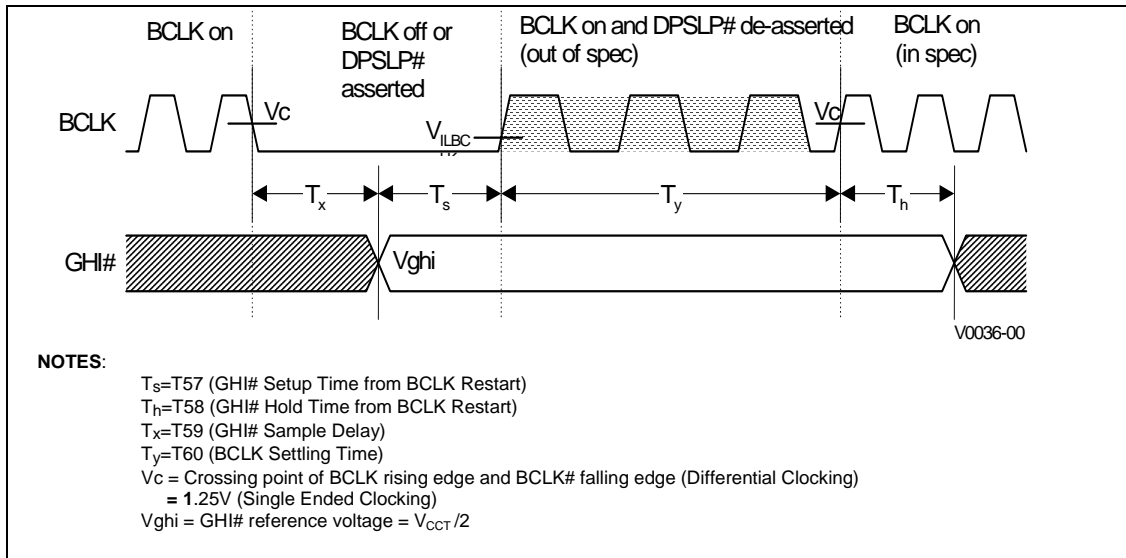 BCLK on
BCLK off or
DPSLP#
asserted
BCLK on and DPSLP# de-asserted
(out of spec)
BCLK on
(in spec)
BCLK
Vc
VILBC
Vc
Tx
Ts
Ty
Th
GHI#
Vghi
V0036-00
NOTES:
Ts=T57 (GHI# Setup Time from BCLK Restart)
Th=T58 (GHI# Hold Time from BCLK Restart)
Tx=T59 (GHI# Sample Delay)
Ty=T60 (BCLK Settling Time)
Vc = Crossing point of BCLK rising edge and BCLK# falling edge (Differential Clocking)
= 1.25V (Single Ended Clocking)
Vghi = GHI# reference voltage = VCCT/2